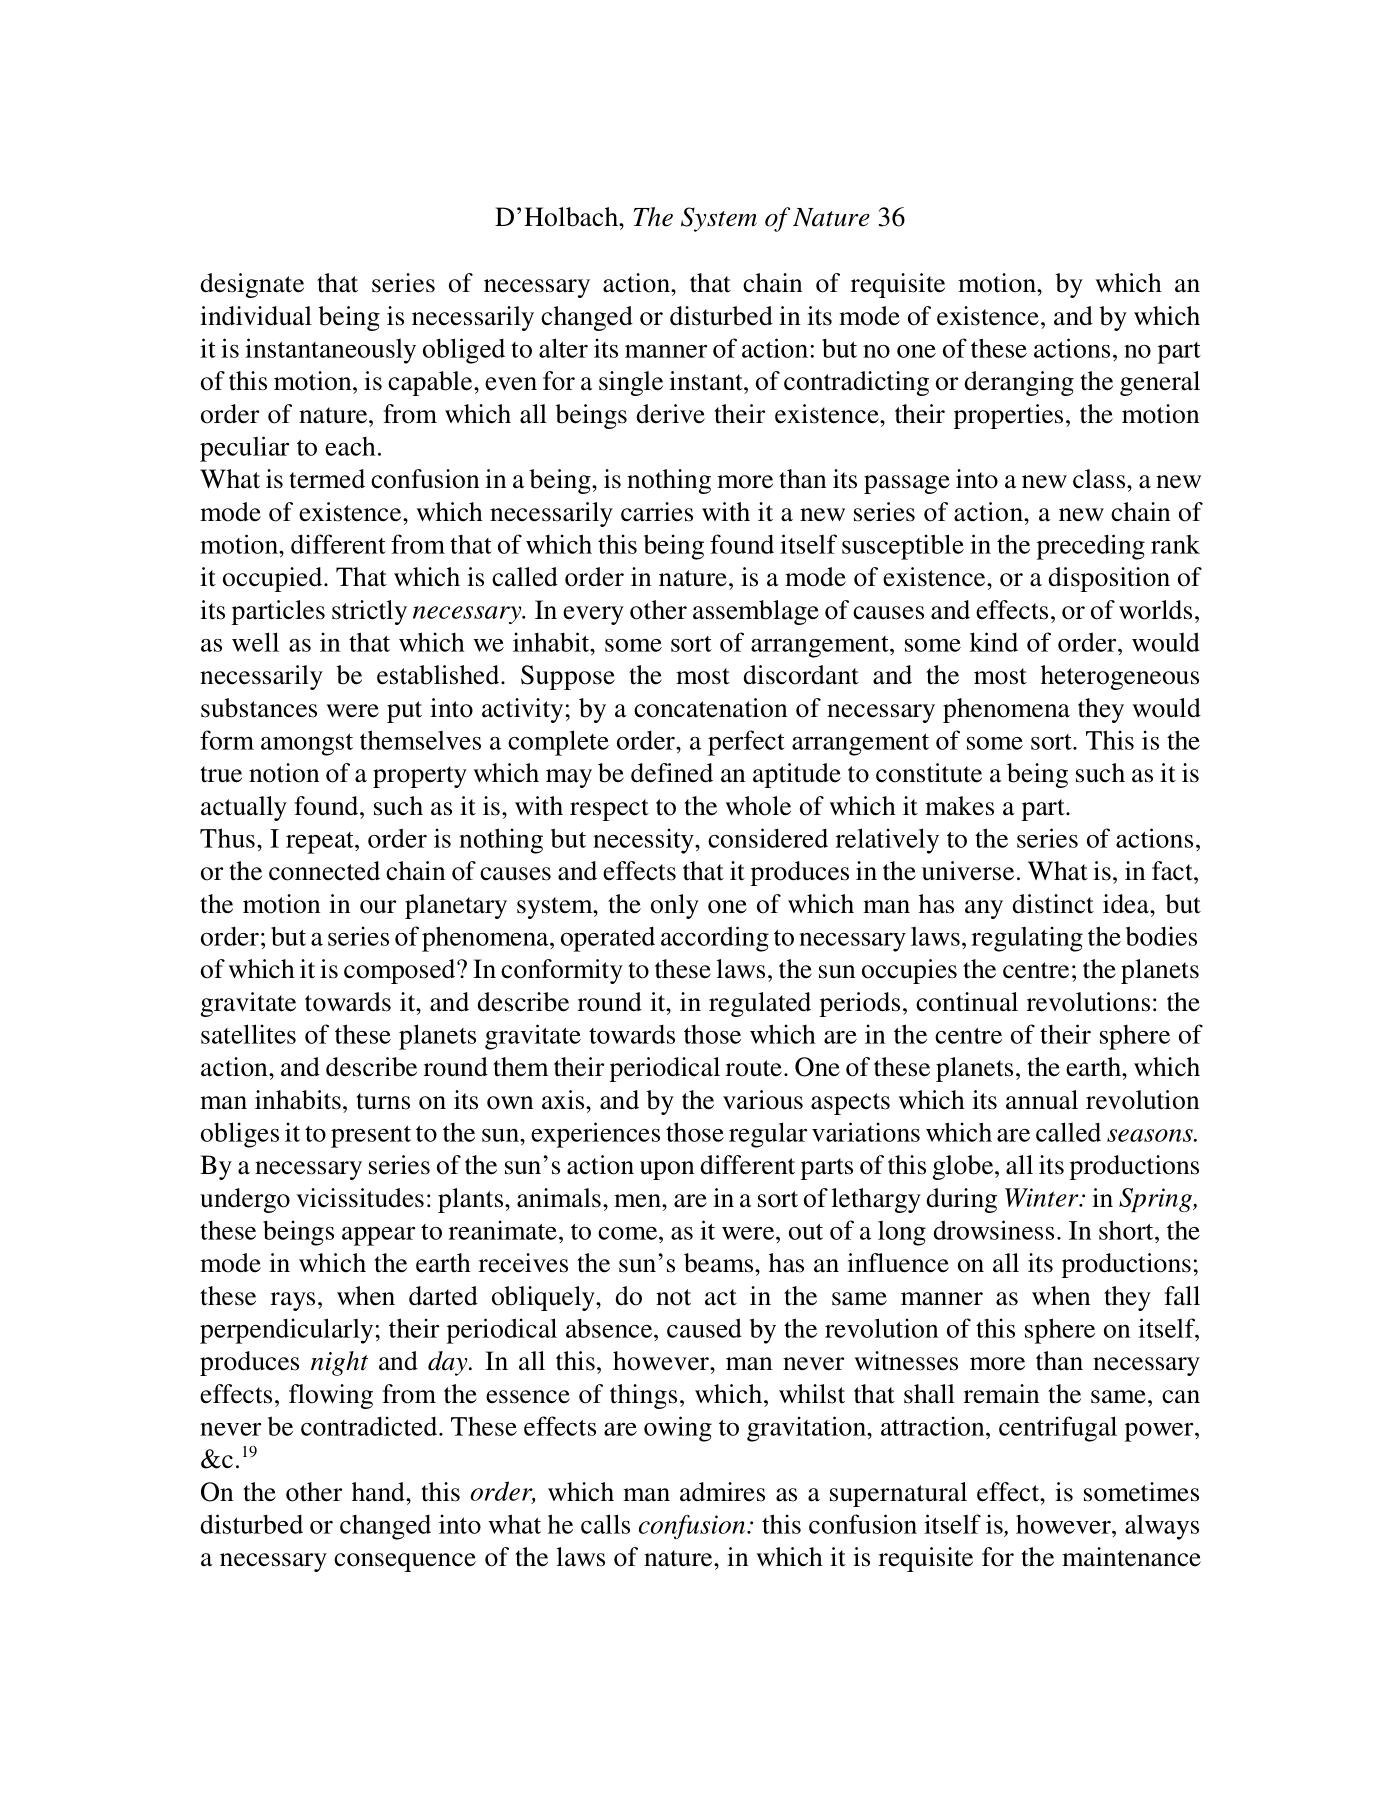 D’Holbach, The System of Nature 36
designate that series of necessary action, that chain of requisite motion, by which an
individual being is necessarily changed or disturbed in its mode of existence, and by which
it is instantaneously obliged to alter its manner of action: but no one of these actions, no part
of this motion, is capable, even for a single instant, of contradicting or deranging the general
order of nature, from which all beings derive their existence, their properties, the motion
peculiar to each.
What is termed confusion in a being, is nothing more than its passage into a new class, a new
mode of existence, which necessarily carries with it a new series of action, a new chain of
motion, different from that of which this being found itself susceptible in the preceding rank
it occupied. That which is called order in nature, is a mode of existence, or a disposition of
its particles strictly necessary. In every other assemblage of causes and effects, or of worlds,
as well as in that which we inhabit, some sort of arrangement, some kind of order, would
necessarily be established. Suppose the most discordant and the most heterogeneous
substances were put into activity; by a concatenation of necessary phenomena they would
form amongst themselves a complete order, a perfect arrangement of some sort. This is the
true notion of a property which may be defined an aptitude to constitute a being such as it is
actually found, such as it is, with respect to the whole of which it makes a part.
Thus, I repeat, order is nothing but necessity, considered relatively to the series of actions,
or the connected chain of causes and effects that it produces in the universe. What is, in fact,
the motion in our planetary system, the only one of which man has any distinct idea, but
order; but a series of phenomena, operated according to necessary laws, regulating the bodies
of which it is composed? In conformity to these laws, the sun occupies the centre; the planets
gravitate towards it, and describe round it, in regulated periods, continual revolutions: the
satellites of these planets gravitate towards those which are in the centre of their sphere of
action, and describe round them their periodical route. One of these planets, the earth, which
man inhabits, turns on its own axis, and by the various aspects which its annual revolution
obliges it to present to the sun, experiences those regular variations which are called seasons.
By a necessary series of the sun’s action upon different parts of this globe, all its productions
undergo vicissitudes: plants, animals, men, are in a sort of lethargy during Winter: in Spring,
these beings appear to reanimate, to come, as it were, out of a long drowsiness. In short, the
mode in which the earth receives the sun’s beams, has an influence on all its productions;
these rays, when darted obliquely, do not act in the same manner as when they fall
perpendicularly; their periodical absence, caused by the revolution of this sphere on itself,
produces night and day. In all this, however, man never witnesses more than necessary
effects, flowing from the essence of things, which, whilst that shall remain the same, can
never be contradicted. These effects are owing to gravitation, attraction, centrifugal power,
&c.19
On the other hand, this order, which man admires as a supernatural effect, is sometimes
disturbed or changed into what he calls confusion: this confusion itself is, however, always
a necessary consequence of the laws of nature, in which it is requisite for the maintenance